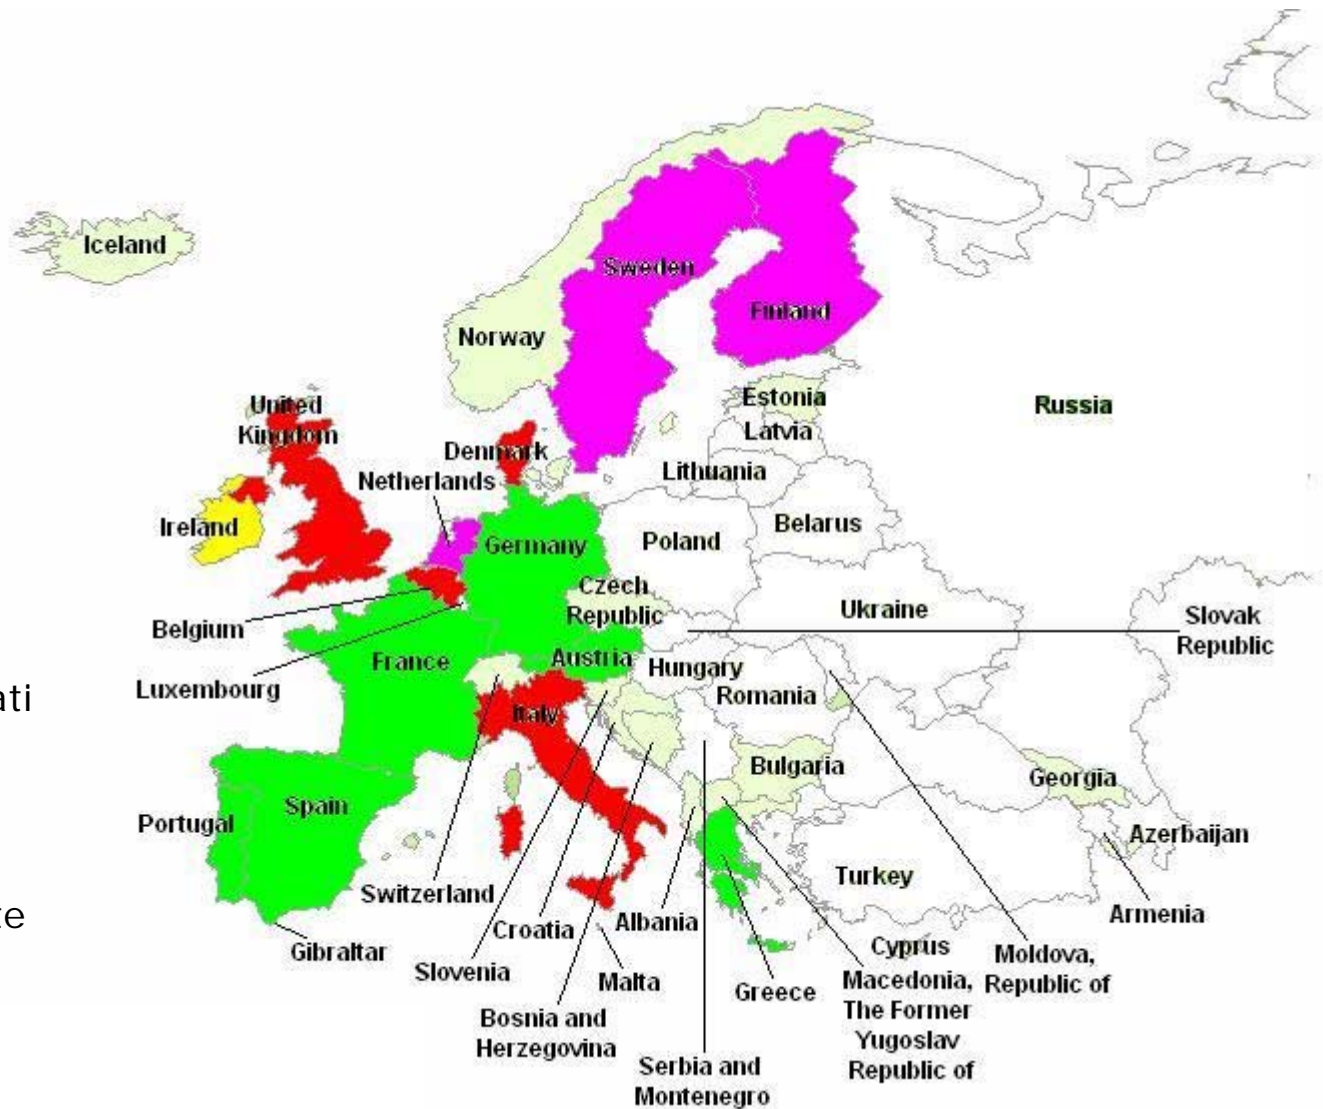 Iceland
Sweden
Finland
Norway
United
Kingdom
Estonia
Russia
Latvia
Denmark
Netherlands
Lithuania
Ireland
Belarus
Germany
Poland
Czech
Republic
Ukraine
Slovak
Republic
Belgium
France
Austria
Hungary
Luxembourg
Romania
ati
Italy
Bulgaria
Georgia
Spain
Portugal
Azerbaijan
Turkey
Switzerland
Armenia
te
Croatia
Albania
Gibraltar
Cyprus
Slovenia
Malta
Moldova,
Republic of
Greece
Macedonia,
The Former
Yugoslav
Republic of
Bosnia and
Herzegovina
Serbia and
Montenegro